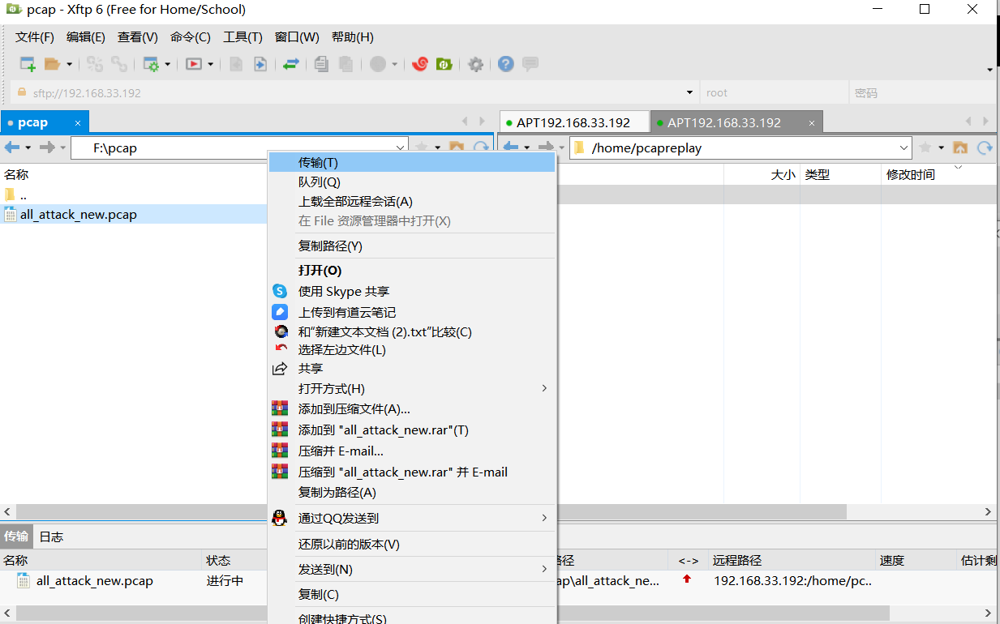 pcap - Xftp 6 (Free for Home/School)
文件(F) 编辑(E) 查看(V) 命令(C) 工具(T) 窗口(W) 帮助(H)
sftp://192.168.33.192 root 密码
pcap × APT192.168.33.192 APT192.168.33.192 ×
F:\pcap /home/pcapreplay
名称 大小 类型 修改时间
..
all_attack_new.pcap
传输(T)
队列(Q)
上载全部远程会话(A)
在 File 资源管理器中打开(X)
复制路径(Y)
打开(O)
使用 Skype 共享
上传到有道云笔记
和“新建文本文档 (2).txt”比较(C)
选择左边文件(L)
共享
打开方式(H)
添加到压缩文件(A)...
添加到 "all_attack_new.rar"(T)
压缩并 E-mail...
压缩到 "all_attack_new.rar" 并 E-mail
复制为路径(A)
通过QQ发送到
还原以前的版本(V)
发送到(N)
复制(C)
创建快捷方式(S)
传输 日志
名称 状态 路径 <-> 远程路径 速度 估计剩
all_attack_new.pcap 进行中 ap\all_attack_ne... 192.168.33.192:/home/pc..